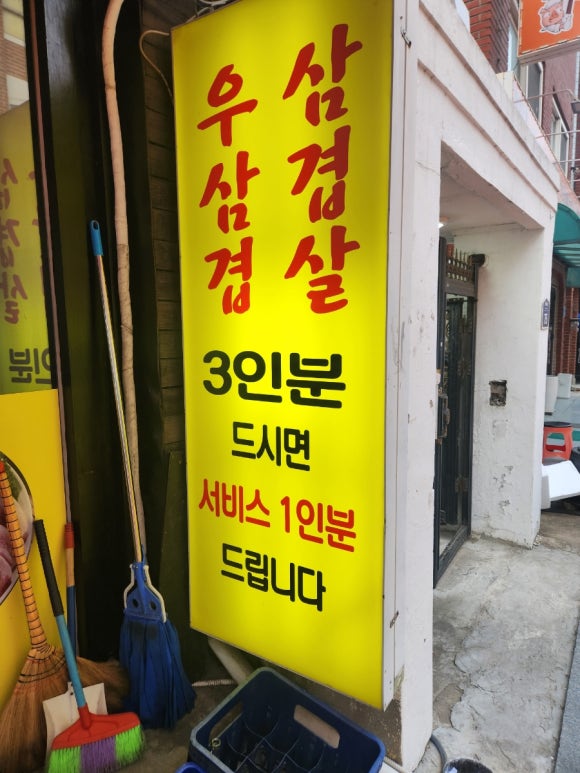 삼겹살
우삼겹
3인분
드시면
서비스 1인분
드립니다